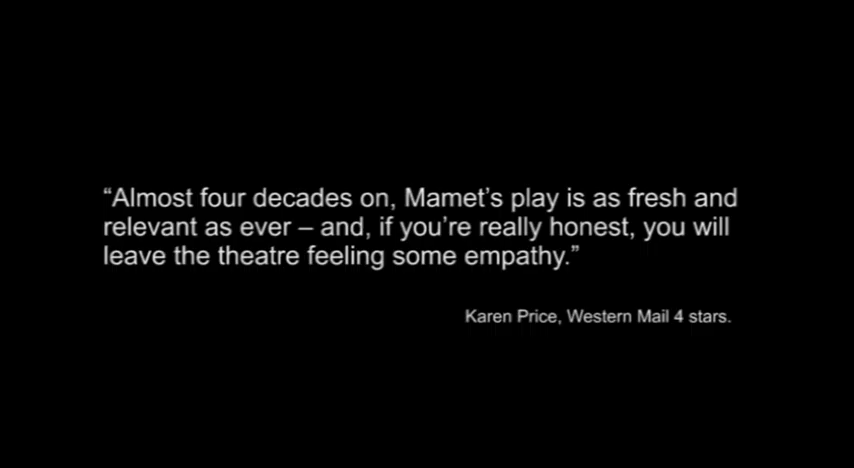 “Almost four decades on, Mamet’s play is as fresh and
relevant as ever – and, if you’re really honest, you will
leave the theatre feeling some empathy.”
Karen Price, Western Mail 4 stars.